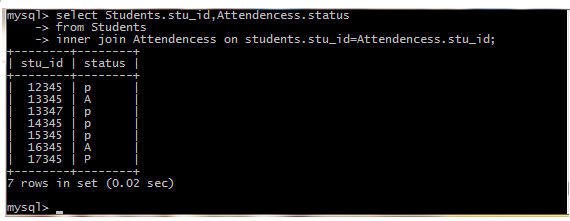 mysql> select Students.stu_id,Attendencess.status
    -> from Students
    -> inner join Attendencess on students.stu_id=Attendencess.stu_id;
+--------+--------+
| stu_id | status |
+--------+--------+
|  12345 | p      |
|  13345 | A      |
|  13347 | p      |
|  14345 | p      |
|  15345 | p      |
|  16345 | A      |
|  17345 | P      |
+--------+--------+
7 rows in set (0.02 sec)
mysql> _